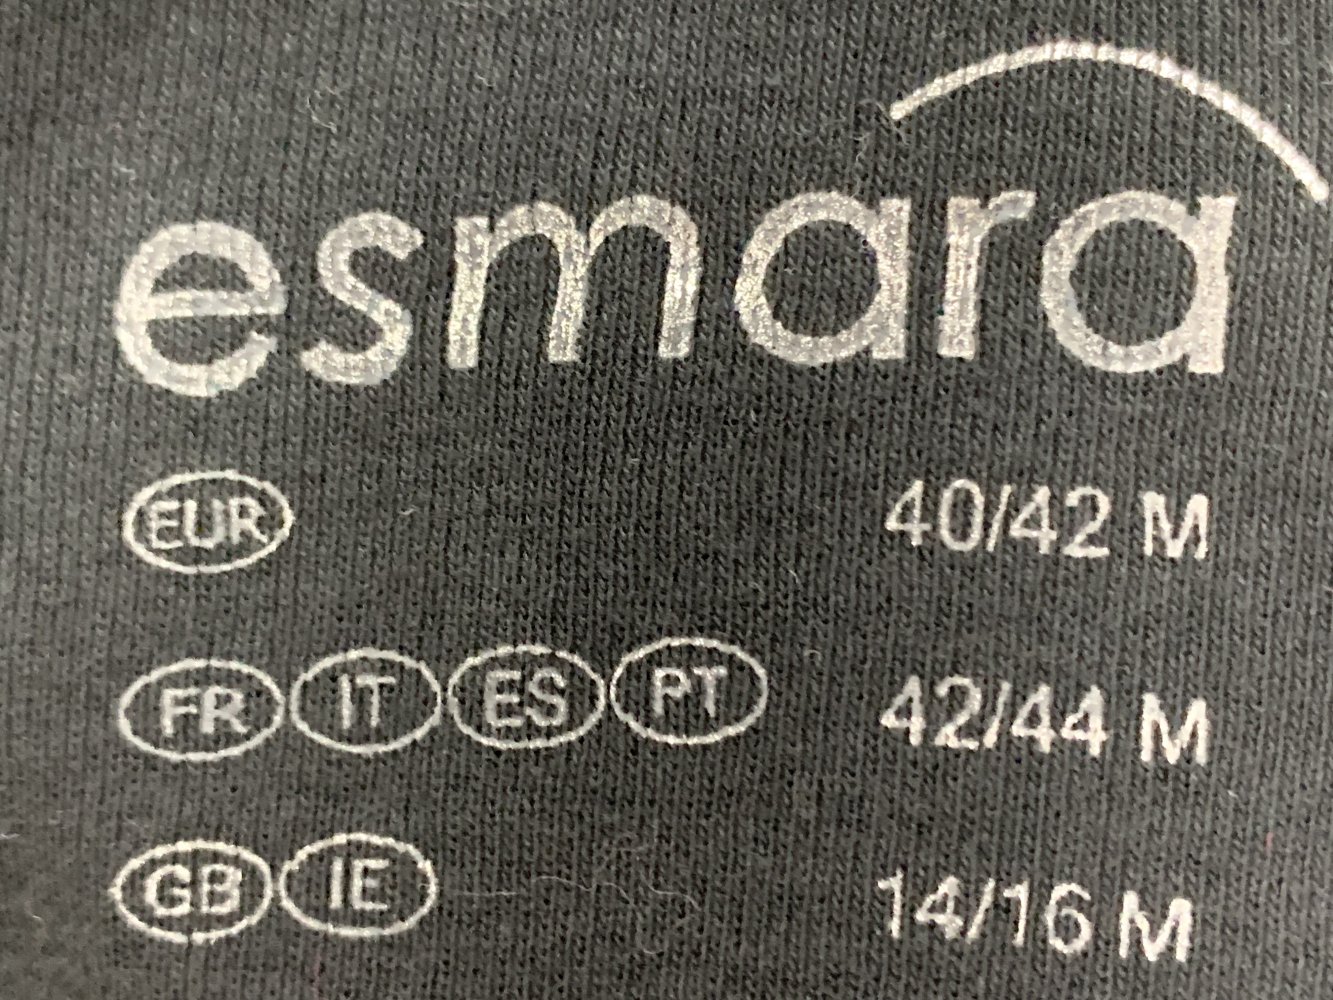 esmara
EUR 40/42 M
FR IT ES PT 42/44 M
GB IE 14/16 M